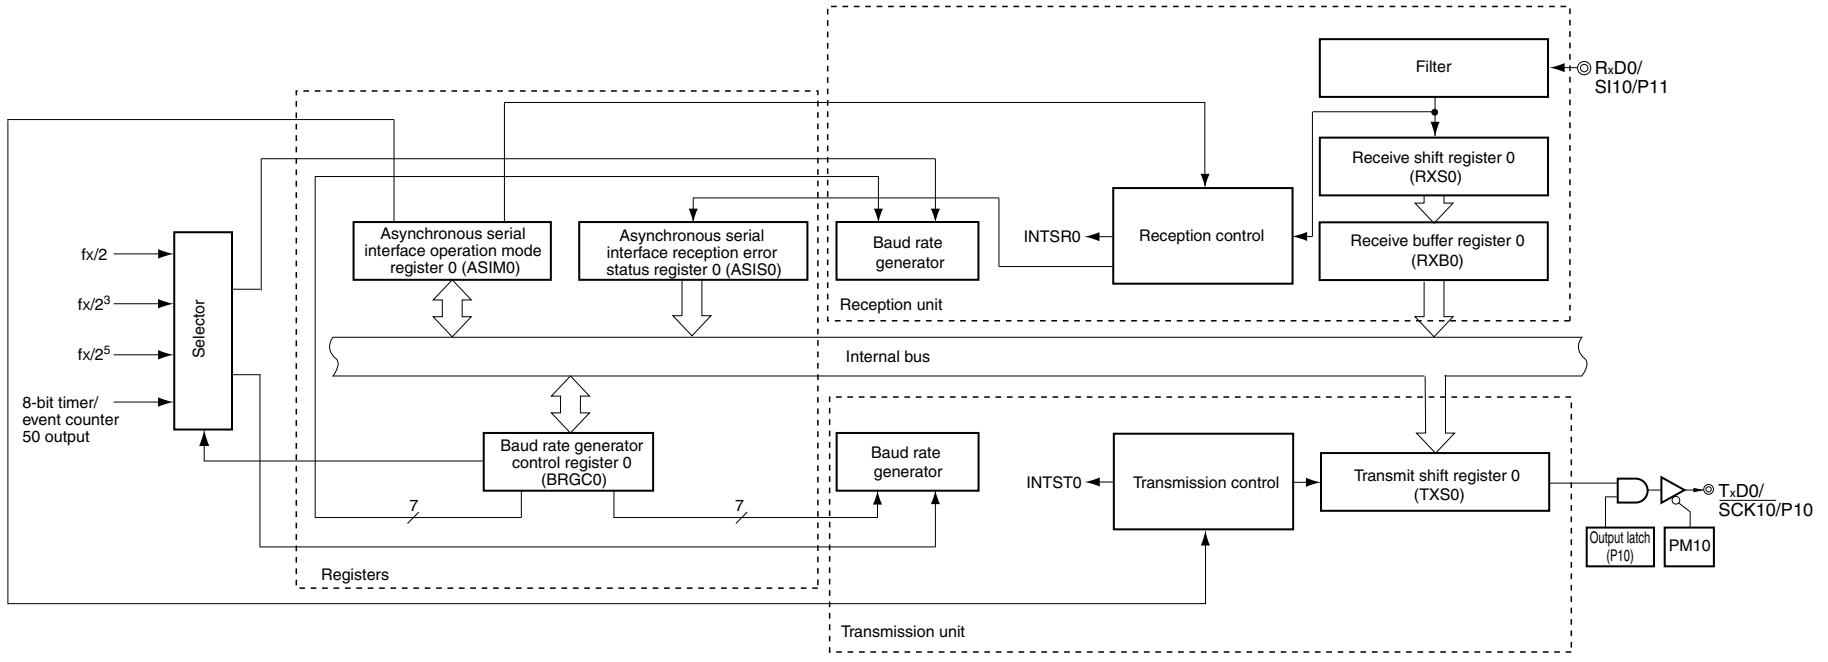 Filter
RxD0/
SI10/P11
Receive shift register 0
(RXS0)
Asynchronous serial
interface operation mode
register 0 (ASIM0)
Asynchronous serial
interface reception error
status register 0 (ASIS0)
Baud rate
generator
INTSR0
Reception control
Receive buffer register 0
(RXB0)
Reception unit
fx/2
fx/2³
fx/2⁵
8-bit timer/
event counter
50 output
Selector
Internal bus
Baud rate generator
control register 0
(BRGC0)
7
7
Baud rate
generator
INTST0
Transmission control
Transmit shift register 0
(TXS0)
TxD0/
SCK10/P10
Output latch
(P10)
PM10
Registers
Transmission unit